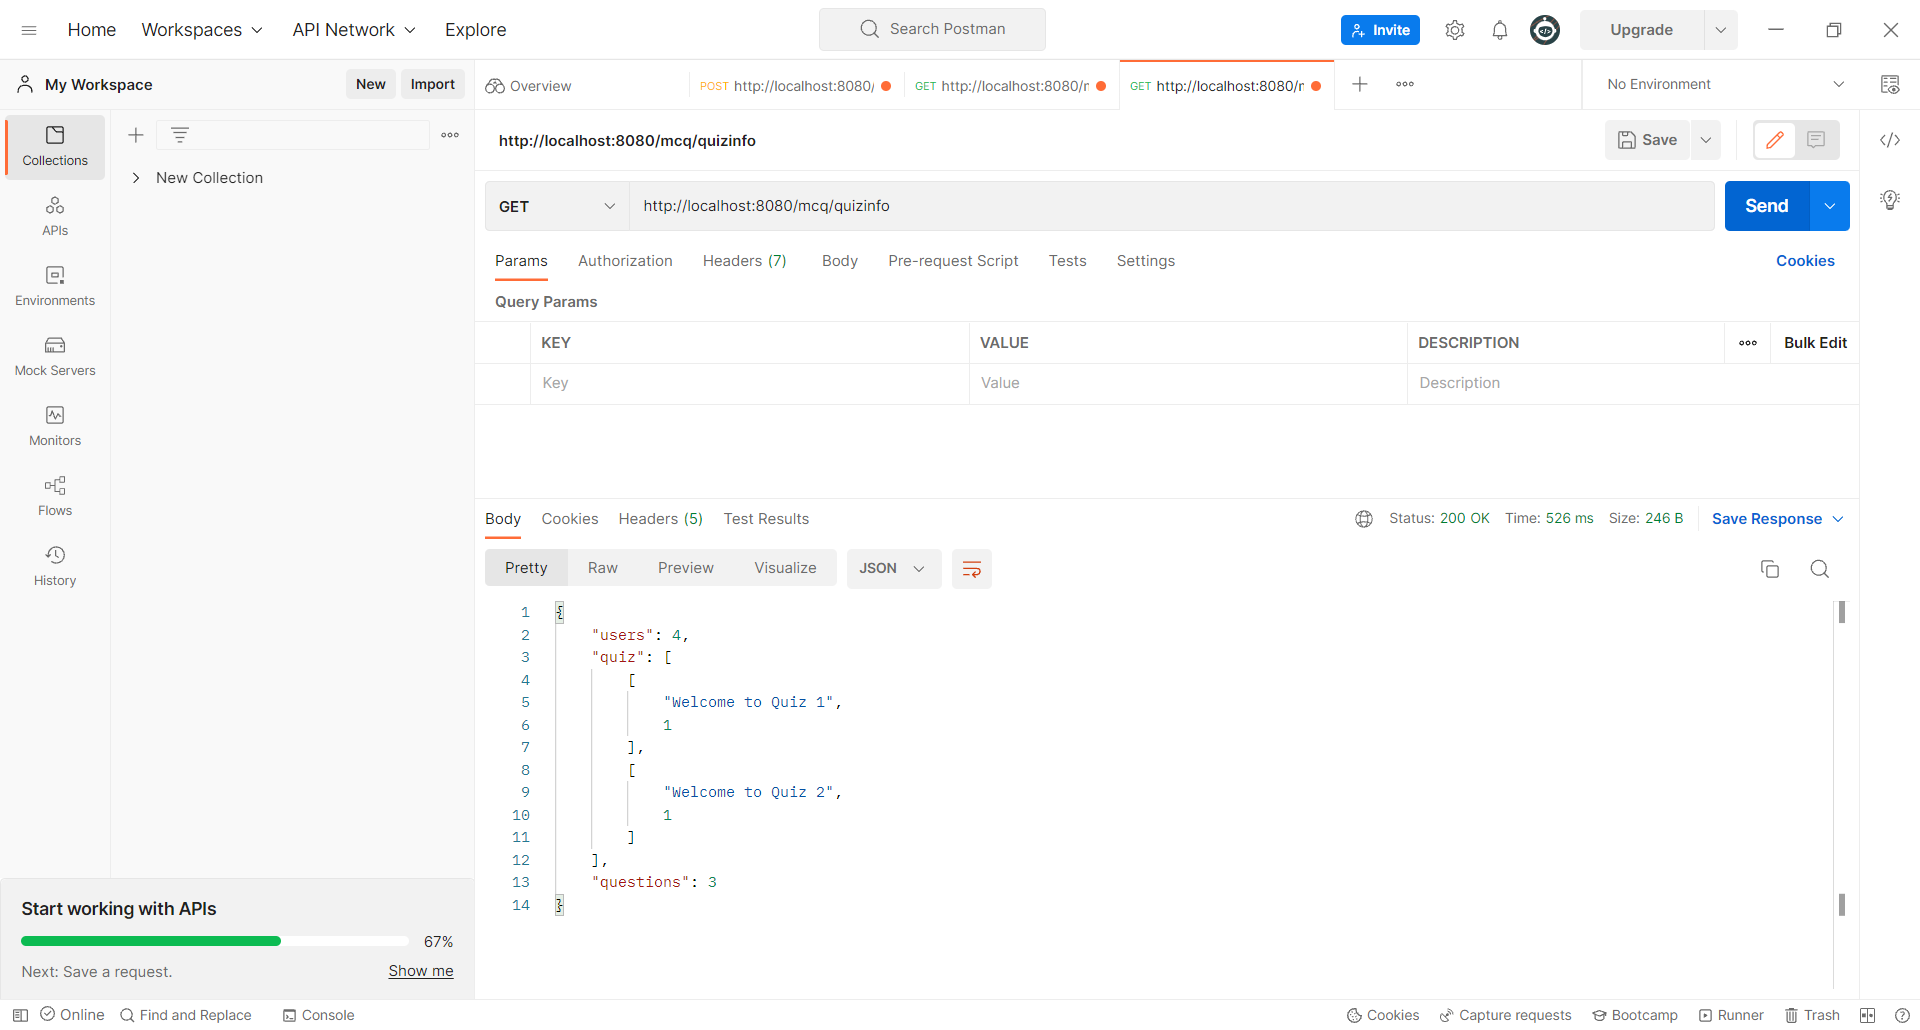 Home Workspaces API Network Explore Search Postman Invite Upgrade
My Workspace New Import Overview POST http://localhost:8080/ GET http://localhost:8080/n GET http://localhost:8080/n No Environment
Collections
New Collection
APIs
Environments
Mock Servers
Monitors
Flows
History
http://localhost:8080/mcq/quizinfo Save
GET http://localhost:8080/mcq/quizinfo Send
Params Authorization Headers (7) Body Pre-request Script Tests Settings Cookies
Query Params
KEY VALUE DESCRIPTION Bulk Edit
Key Value Description
Body Cookies Headers (5) Test Results Status: 200 OK Time: 526 ms Size: 246 B Save Response
Pretty Raw Preview Visualize JSON
1 {
2 "users": 4,
3 "quiz": [
4 [
5 "Welcome to Quiz 1",
6 1
7 ],
8 [
9 "Welcome to Quiz 2",
10 1
11 ]
12 ],
13 "questions": 3
14 }
Start working with APIs
67%
Next: Save a request. Show me
Online Find and Replace Console Cookies Capture requests Bootcamp Runner Trash